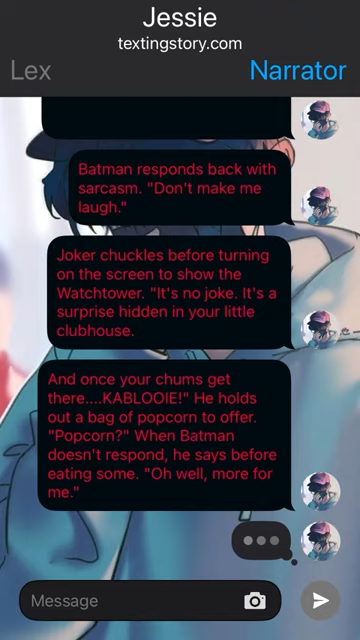 Jessie
textingstory.com
Lex
Narrator
Batman responds back with
sarcasm. "Don't make me
laugh."
Joker chuckles before turning
on the screen to show the
Watchtower. "It's no joke. It's a
surprise hidden in your little
clubhouse.
And once your chums get
there....KABLOOIE!" He holds
out a bag of popcorn to offer.
"Popcorn?" When Batman
doesn't respond, he says before
eating some. "Oh well, more for
me."
Message